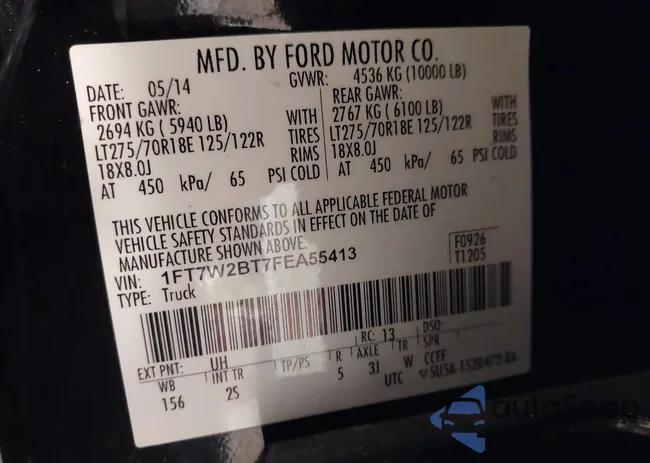 MFD. BY FORD MOTOR CO.
DATE: 05/14 GVWR: 4536 KG (10000 LB)
FRONT GAWR: REAR GAWR:
2694 KG ( 5940 LB) WITH 2767 KG ( 6100 LB) WITH
LT275/70R18E 125/122R TIRES LT275/70R18E 125/122R TIRES
18X8.0J RIMS 18X8.0J RIMS
AT 450 kPa/ 65 PSI COLD AT 450 kPa/ 65 PSI COLD
THIS VEHICLE CONFORMS TO ALL APPLICABLE FEDERAL MOTOR
VEHICLE SAFETY STANDARDS IN EFFECT ON THE DATE OF
MANUFACTURE SHOWN ABOVE.
VIN: 1FT7W2BT7FEA55413 F0926
TYPE: Truck T1205
RC: 13 DSO:
EXT PNT: UH
WB INT TR TP/PS R AXLE TR SPR
156 2S 5 3J W CCFF
UTC